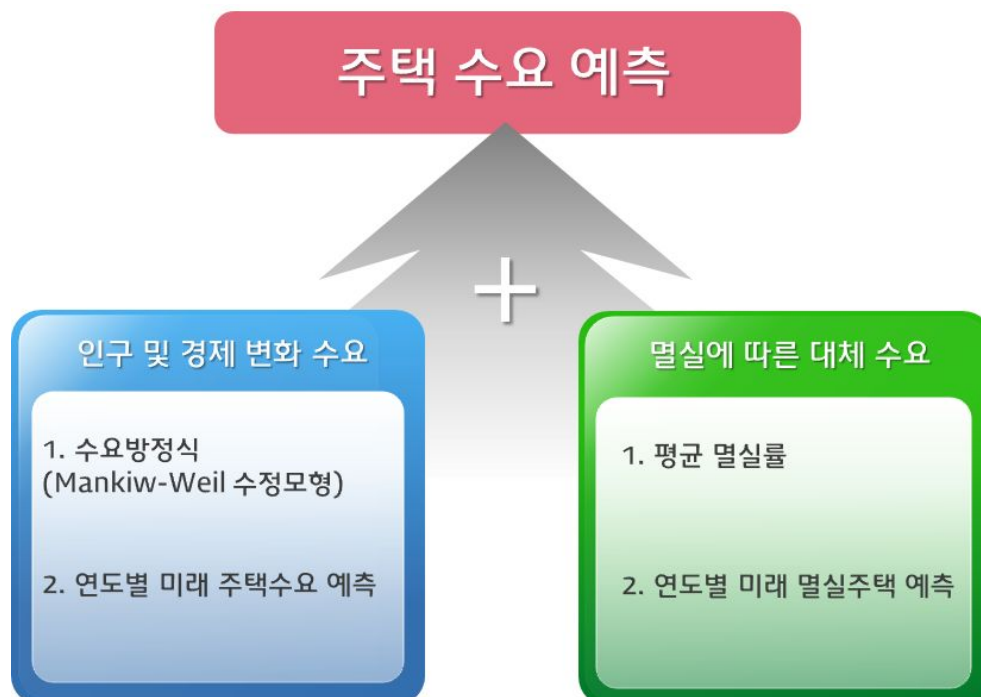 주택 수요 예측
+
인구 및 경제 변화 수요
1. 수요방정식
(Mankiw-Weil 수정모형)
2. 연도별 미래 주택수요 예측
멸실에 따른 대체 수요
1. 평균 멸실률
2. 연도별 미래 멸실주택 예측